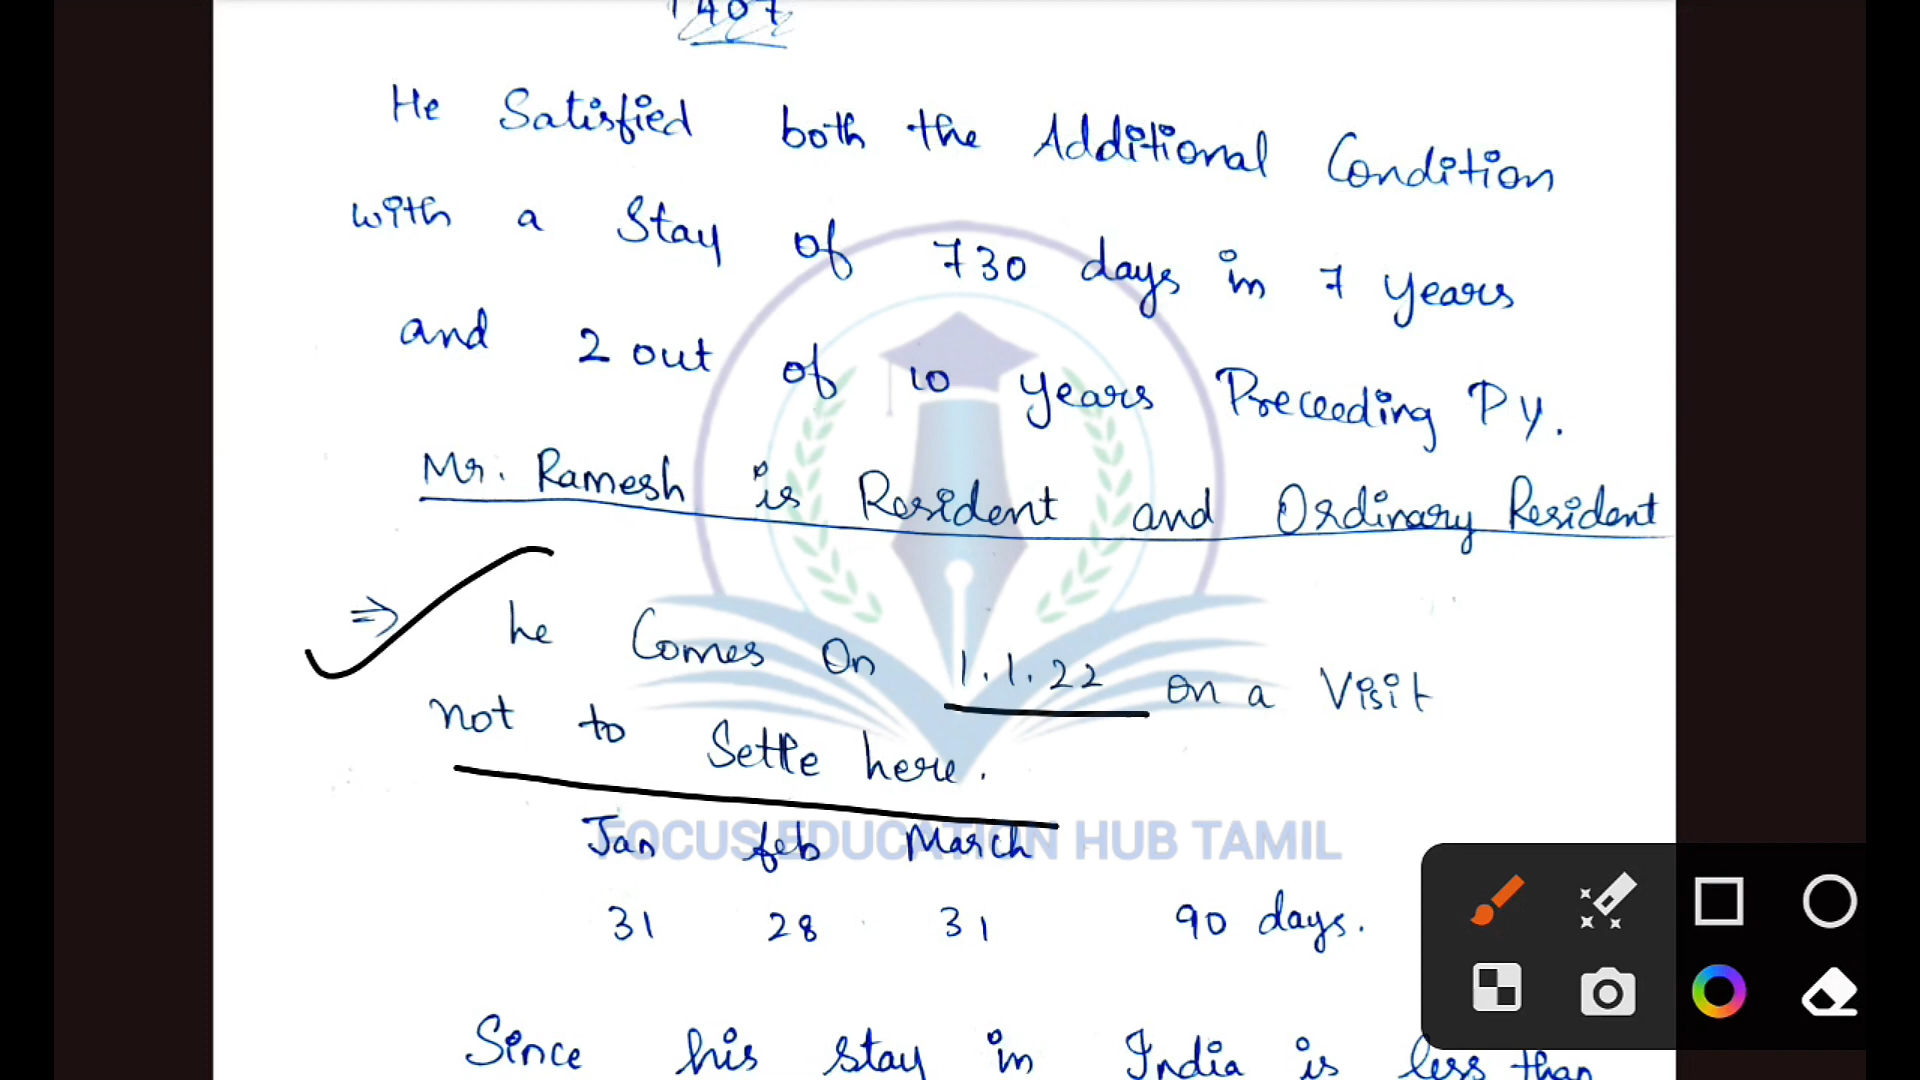 1407
He Satisfied both the Additional Condition
with a Stay of 730 days in 7 years
and 2 out of 10 years Preceeding PY.
Mr. Ramesh is Resident and Ordinary Resident
⇒ he Comes On 1.1.22 on a Visit
not to Settle here.
Jan feb March
FOCUS EDUCATION HUB TAMIL
31 28 31 90 days.
Since his stay in India is less than